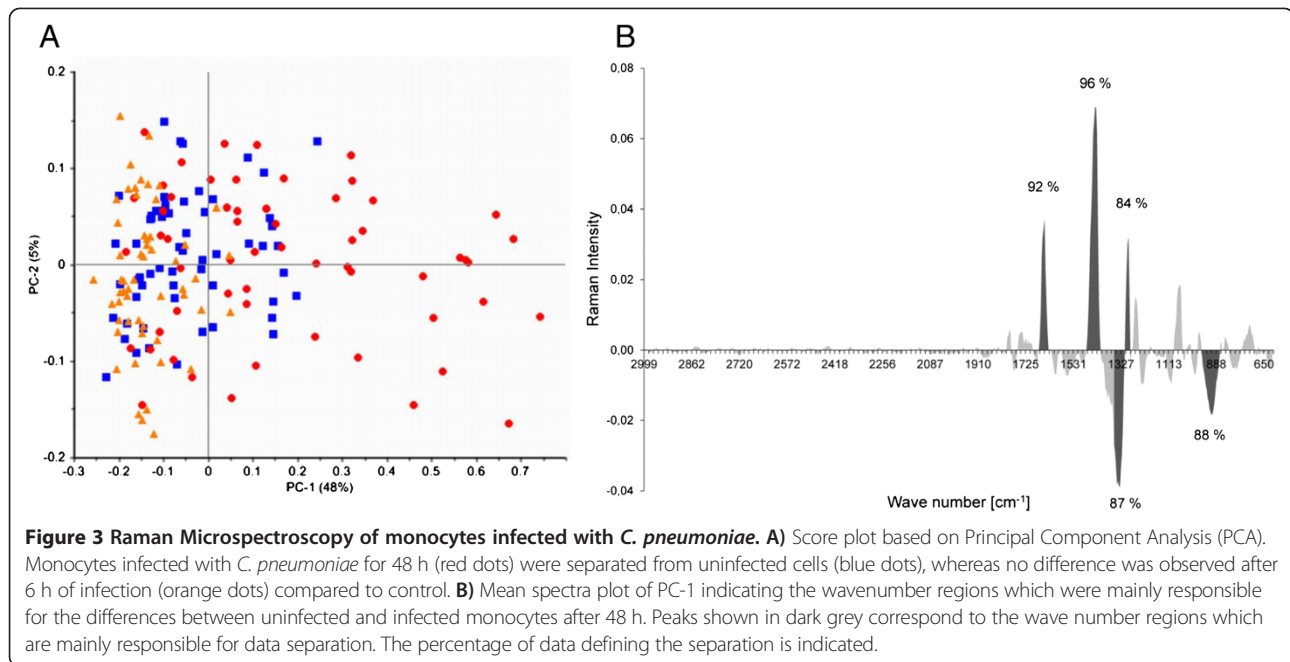 A
B
0.2
0.1
0
-0.1
-0.2
PC-2 (5%)
-0.3 -0.2 -0.1 0 0.1 0.2 0.3 0.4 0.5 0.6 0.7
PC-1 (48%)
0,08
0,06
0,04
0,02
0,00
-0,02
-0,04
Raman Intensity
96 %
92 %
84 %
2999 2862 2720 2572 2418 2256 2087 1910 1725 1531 1327 1113 888 650
88 %
87 %
Wave number [cm-1]
Figure 3 Raman Microspectroscopy of monocytes infected with C. pneumoniae. A) Score plot based on Principal Component Analysis (PCA).
Monocytes infected with C. pneumoniae for 48 h (red dots) were separated from uninfected cells (blue dots), whereas no difference was observed after
6 h of infection (orange dots) compared to control. B) Mean spectra plot of PC-1 indicating the wavenumber regions which were mainly responsible
for the differences between uninfected and infected monocytes after 48 h. Peaks shown in dark grey correspond to the wave number regions which
are mainly responsible for data separation. The percentage of data defining the separation is indicated.